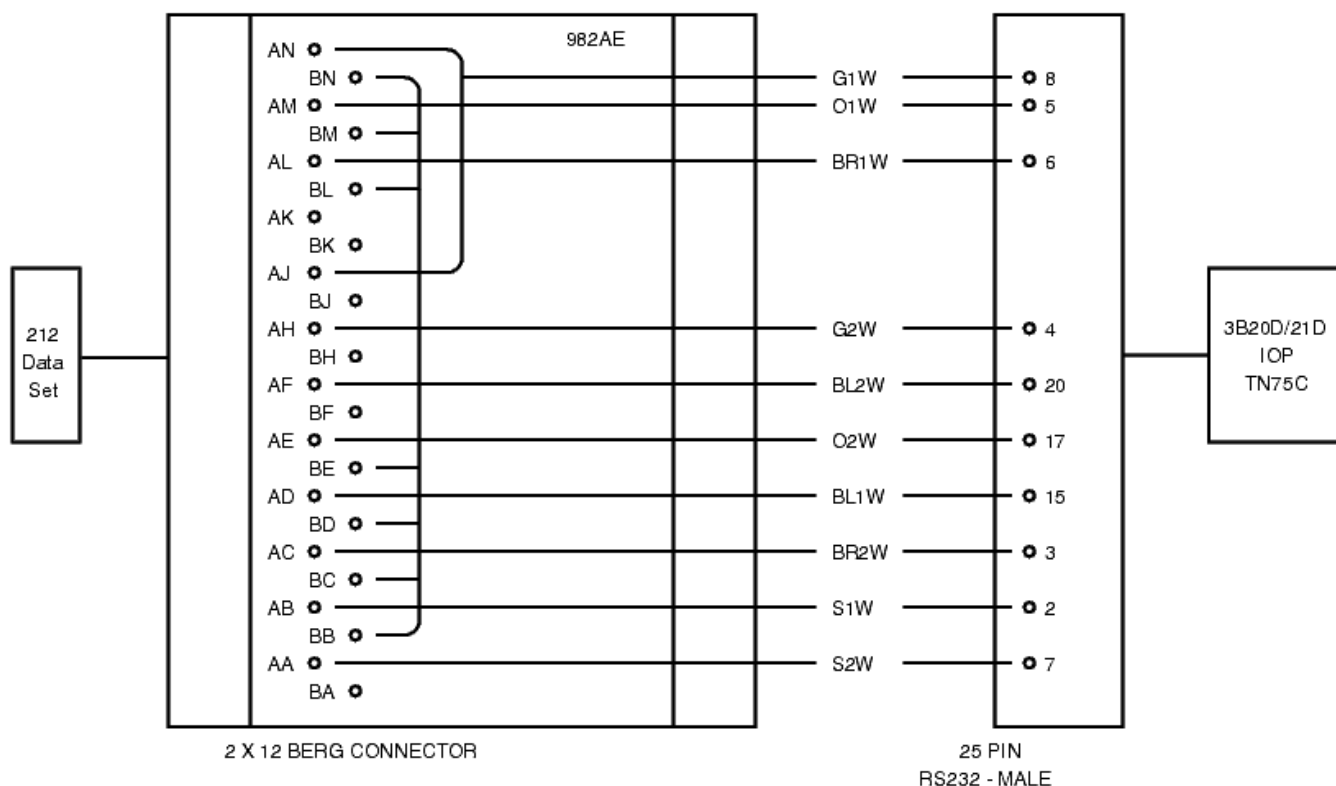 982AE
AN
BN G1W 8
AM O1W 5
BM
AL BR1W 6
BL
AK
BK
AJ
BJ
AH G2W 4
BH
AF BL2W 20
BF
AE O2W 17
BE
AD BL1W 15
BD
AC BR2W 3
BC
AB S1W 2
BB
AA S2W 7
BA
212
Data
Set
3B20D/21D
IOP
TN75C
2 X 12 BERG CONNECTOR
25 PIN
RS232 - MALE